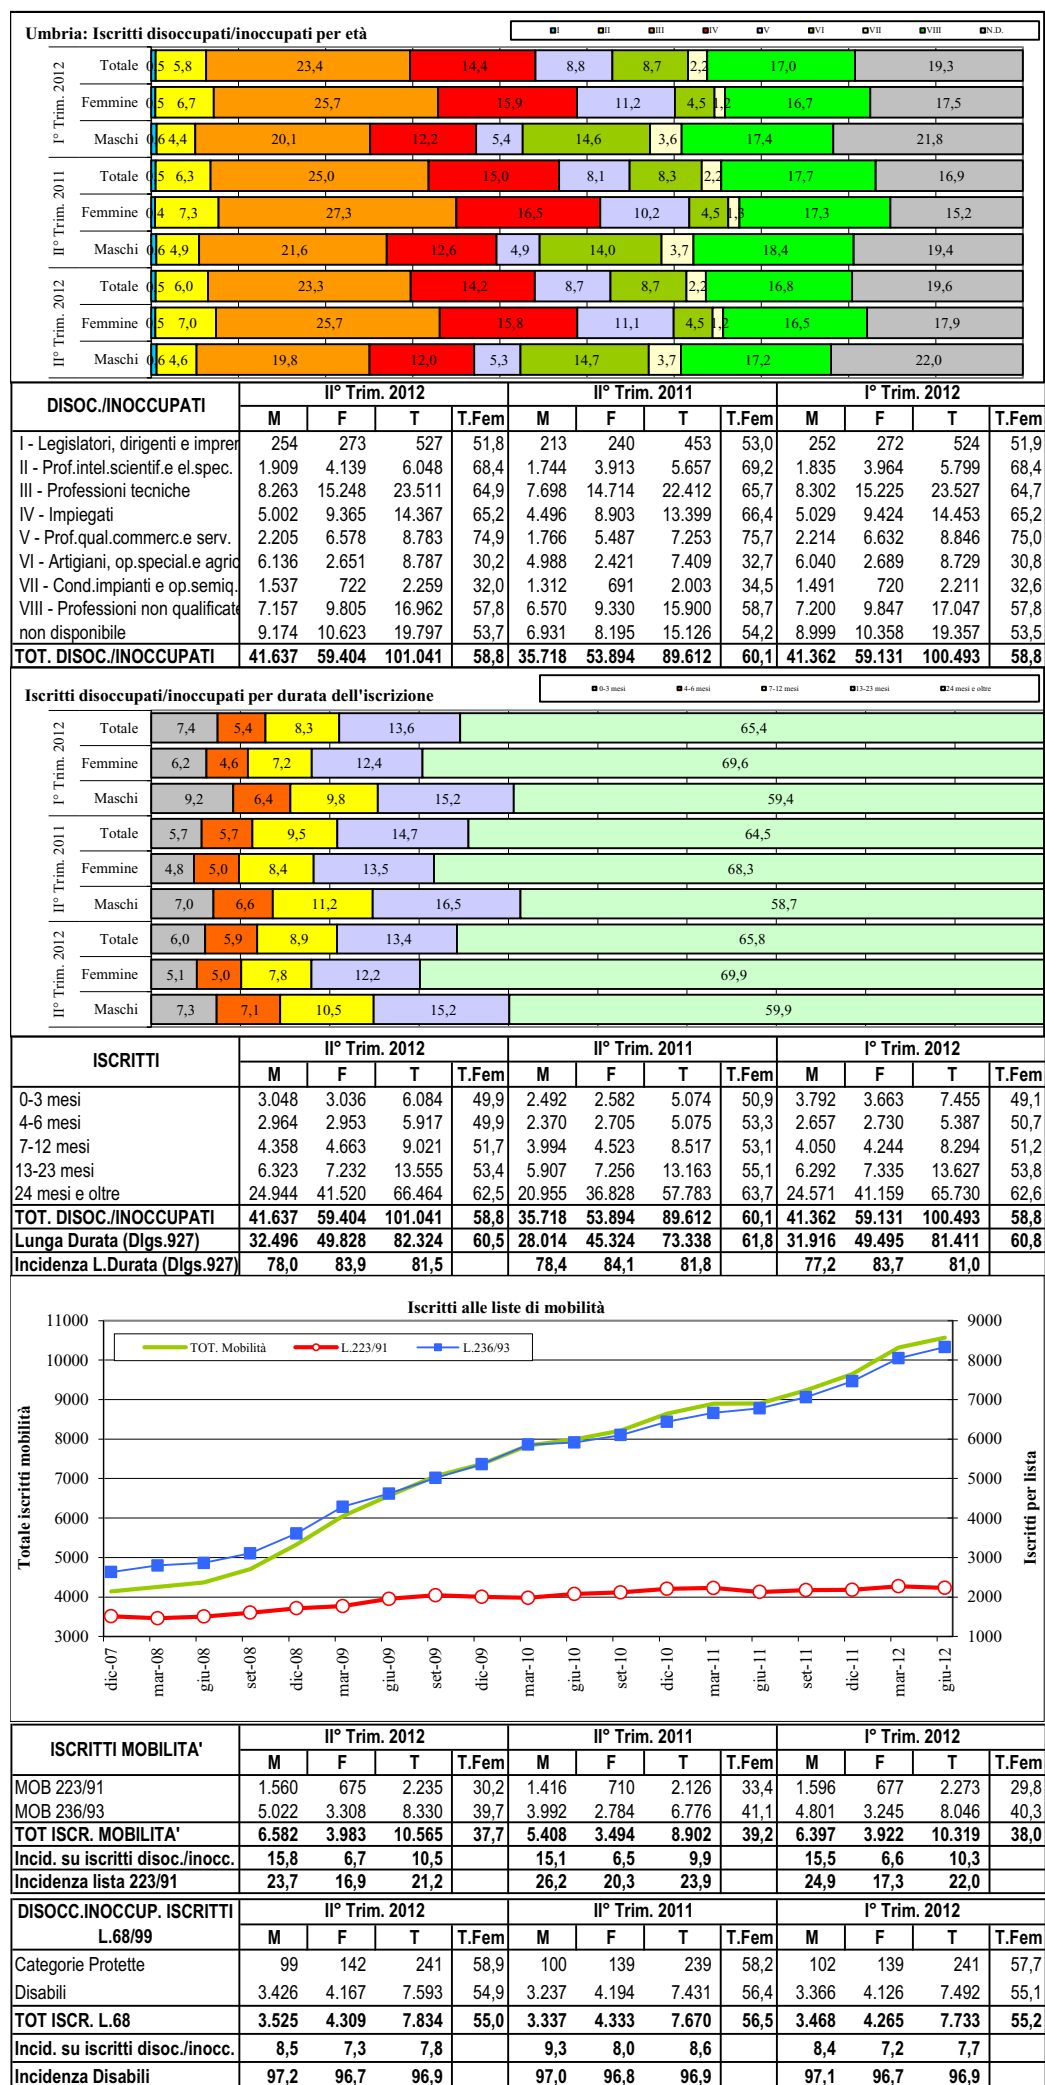 Umbria: Iscritti disoccupati/inoccupati per età
I II III IV V VI VII VIII N.D.
I° Trim. 2012
Totale 0,5 5,8 23,4 14,4 8,8 8,7 2,2 17,0 19,3
Femmine 0,5 6,7 25,7 15,9 11,2 4,5 1,2 16,7 17,5
Maschi 0,6 4,4 20,1 12,2 5,4 14,6 3,6 17,4 21,8
II° Trim. 2011
Totale 0,5 6,3 25,0 15,0 8,1 8,3 2,2 17,7 16,9
Femmine 0,4 7,3 27,3 16,5 10,2 4,5 1,3 17,3 15,2
Maschi 0,6 4,9 21,6 12,6 4,9 14,0 3,7 18,4 19,4
II° Trim. 2012
Totale 0,5 6,0 23,3 14,2 8,7 8,7 2,2 16,8 19,6
Femmine 0,5 7,0 25,7 15,8 11,1 4,5 1,2 16,5 17,9
Maschi 0,6 4,6 19,8 12,0 5,3 14,7 3,7 17,2 22,0
DISOC./INOCCUPATI II° Trim. 2012 II° Trim. 2011 I° Trim. 2012
M F T T.Fem M F T T.Fem M F T T.Fem
I - Legislatori, dirigenti e impren 254 273 527 51,8 213 240 453 53,0 252 272 524 51,9
II - Prof.intel.scientif.e el.spec. 1.909 4.139 6.048 68,4 1.744 3.913 5.657 69,2 1.835 3.964 5.799 68,4
III - Professioni tecniche 8.263 15.248 23.511 64,9 7.698 14.714 22.412 65,7 8.302 15.225 23.527 64,7
IV - Impiegati 5.002 9.365 14.367 65,2 4.496 8.903 13.399 66,4 5.029 9.424 14.453 65,2
V - Prof.qual.commerc.e serv. 2.205 6.578 8.783 74,9 1.766 5.487 7.253 75,7 2.214 6.632 8.846 75,0
VI - Artigiani, op.special.e agric 6.136 2.651 8.787 30,2 4.988 2.421 7.409 32,7 6.040 2.689 8.729 30,8
VII - Cond.impianti e op.semiq. 1.537 722 2.259 32,0 1.312 691 2.003 34,5 1.491 720 2.211 32,6
VIII - Professioni non qualificate 7.157 9.805 16.962 57,8 6.570 9.330 15.900 58,7 7.200 9.847 17.047 57,8
non disponibile 9.174 10.623 19.797 53,7 6.931 8.195 15.126 54,2 8.999 10.358 19.357 53,5
TOT. DISOC./INOCCUPATI 41.637 59.404 101.041 58,8 35.718 53.894 89.612 60,1 41.362 59.131 100.493 58,8
Iscritti disoccupati/inoccupati per durata dell'iscrizione
0-3 mesi 4-6 mesi 7-12 mesi 13-23 mesi 24 mesi e oltre
I° Trim. 2012
Totale 7,4 5,4 8,3 13,6 65,4
Femmine 6,2 4,6 7,2 12,4 69,6
Maschi 9,2 6,4 9,8 15,2 59,4
II° Trim. 2011
Totale 5,7 5,7 9,5 14,7 64,5
Femmine 4,8 5,0 8,4 13,5 68,3
Maschi 7,0 6,6 11,2 16,5 58,7
II° Trim. 2012
Totale 6,0 5,9 8,9 13,4 65,8
Femmine 5,1 5,0 7,8 12,2 69,9
Maschi 7,3 7,1 10,5 15,2 59,9
ISCRITTI II° Trim. 2012 II° Trim. 2011 I° Trim. 2012
M F T T.Fem M F T T.Fem M F T T.Fem
0-3 mesi 3.048 3.036 6.084 49,9 2.492 2.582 5.074 50,9 3.792 3.663 7.455 49,1
4-6 mesi 2.964 2.953 5.917 49,9 2.370 2.705 5.075 53,3 2.657 2.730 5.387 50,7
7-12 mesi 4.358 4.663 9.021 51,7 3.994 4.523 8.517 53,1 4.050 4.244 8.294 51,2
13-23 mesi 6.323 7.232 13.555 53,4 5.907 7.256 13.163 55,1 6.292 7.335 13.627 53,8
24 mesi e oltre 24.944 41.520 66.464 62,5 20.955 36.828 57.783 63,7 24.571 41.159 65.730 62,6
TOT. DISOC./INOCCUPATI 41.637 59.404 101.041 58,8 35.718 53.894 89.612 60,1 41.362 59.131 100.493 58,8
Lunga Durata (Dlgs.927) 32.496 49.828 82.324 60,5 28.014 45.324 73.338 61,8 31.916 49.495 81.411 60,8
Incidenza L.Durata (Dlgs.927) 78,0 83,9 81,5 78,4 84,1 81,8 77,2 83,7 81,0
Iscritti alle liste di mobilità
TOT. Mobilità L.223/91 L.236/93
Totale iscritti mobilità
11000
10000
9000
8000
7000
6000
5000
4000
3000
9000
8000
7000
6000
5000
4000
3000
2000
1000
Iscritti per lista
dic-07 mar-08 giu-08 set-08 dic-08 mar-09 giu-09 set-09 dic-09 mar-10 giu-10 set-10 dic-10 mar-11 giu-11 set-11 dic-11 mar-12 giu-12
ISCRITTI MOBILITA' II° Trim. 2012 II° Trim. 2011 I° Trim. 2012
M F T T.Fem M F T T.Fem M F T T.Fem
MOB 223/91 1.560 675 2.235 30,2 1.416 710 2.126 33,4 1.596 677 2.273 29,8
MOB 236/93 5.022 3.308 8.330 39,7 3.992 2.784 6.776 41,1 4.801 3.245 8.046 40,3
TOT ISCR. MOBILITA' 6.582 3.983 10.565 37,7 5.408 3.494 8.902 39,2 6.397 3.922 10.319 38,0
Incid. su iscritti disoc./inocc. 15,8 6,7 10,5 15,1 6,5 9,9 15,5 6,6 10,3
Incidenza lista 223/91 23,7 16,9 21,2 26,2 20,3 23,9 24,9 17,3 22,0
DISOCC.INOCCUP. ISCRITTI II° Trim. 2012 II° Trim. 2011 I° Trim. 2012
L.68/99 M F T T.Fem M F T T.Fem M F T T.Fem
Categorie Protette 99 142 241 58,9 100 139 239 58,2 102 139 241 57,7
Disabili 3.426 4.167 7.593 54,9 3.237 4.194 7.431 56,4 3.366 4.126 7.492 55,1
TOT ISCR. L.68 3.525 4.309 7.834 55,0 3.337 4.333 7.670 56,5 3.468 4.265 7.733 55,2
Incid. su iscritti disoc./inocc. 8,5 7,3 7,8 9,3 8,0 8,6 8,4 7,2 7,7
Incidenza Disabili 97,2 96,7 96,9 97,0 96,8 96,9 97,1 96,7 96,9